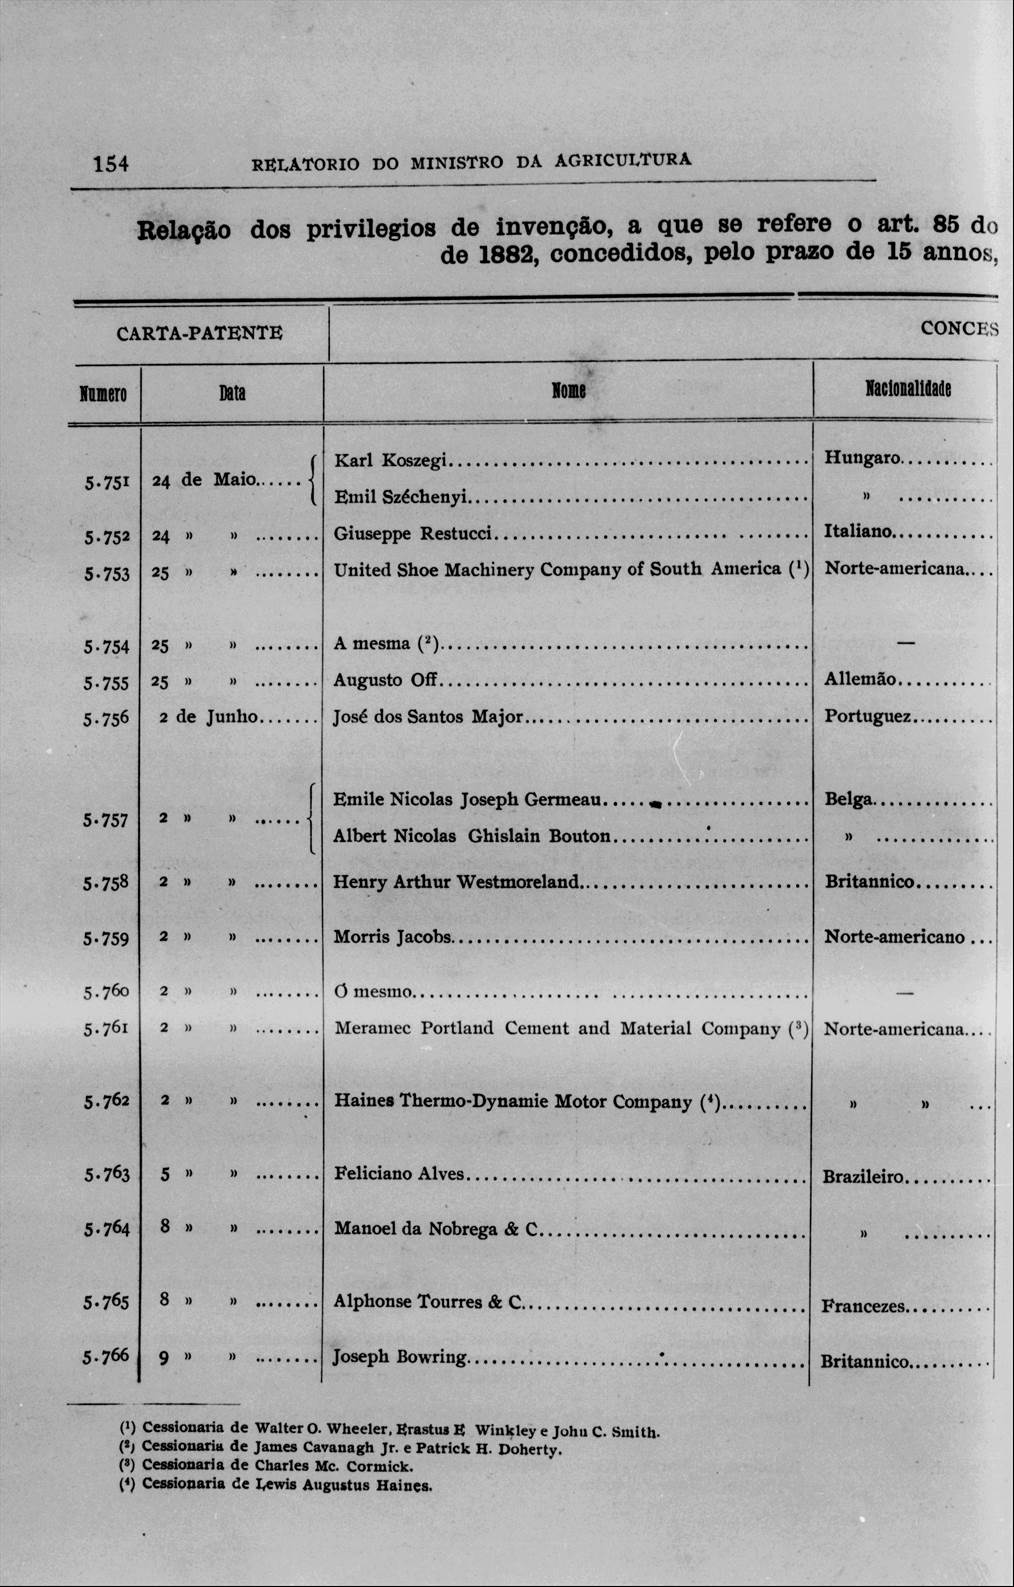 154 RELATORIO DO MINISTRO DA AGRICULTURA
Relação dos privilegios de invenção, a que se refere o art. 85 do
de 1882, concedidos, pelo prazo de 15 annos,
CARTA-PATENTE CONCES
Numero Data Nome Nacionalidade
5.751 24 de Maio...... { Karl Koszegi........................................ Hungaro...........
Emil Széchenyi...................................... » ...........
5.752 24 » » ........ Giuseppe Restucci................................... Italiano............
5.753 25 » » ........ United Shoe Machinery Company of South America (¹) Norte-americana....
5.754 25 » » ........ A mesma (²)........................................ —
5.755 25 » » ........ Augusto Off........................................ Allemão...........
5.756 2 de Junho....... José dos Santos Major............................... Portuguez..........
5.757 2 » » ...... { Emile Nicolas Joseph Germeau...................... Belga..............
Albert Nicolas Ghislain Bouton...................... » ..............
5.758 2 » » ........ Henry Arthur Westmoreland......................... Britannico.........
5.759 2 » » ........ Morris Jacobs....................................... Norte-americano ...
5.760 2 » » ........ O mesmo.......................................... —
5.761 2 » » ........ Meramec Portland Cement and Material Company (³) Norte-americana....
5.762 2 » » ........ Haines Thermo-Dynamie Motor Company (⁴).......... » » ...
5.763 5 » » ........ Feliciano Alves..................................... Brazileiro..........
5.764 8 » » ........ Manoel da Nobrega & C............................. » ..........
5.765 8 » » ........ Alphonse Tourres & C............................... Francezes..........
5.766 9 » » ........ Joseph Bowring..................................... Britannico..........
(¹) Cessionaria de Walter O. Wheeler, Erastus E Winkley e John C. Smith.
(²) Cessionaria de James Cavanagh Jr. e Patrick H. Doherty.
(³) Cessionaria de Charles Mc. Cormick.
(⁴) Cessionaria de Lewis Augustus Haines.